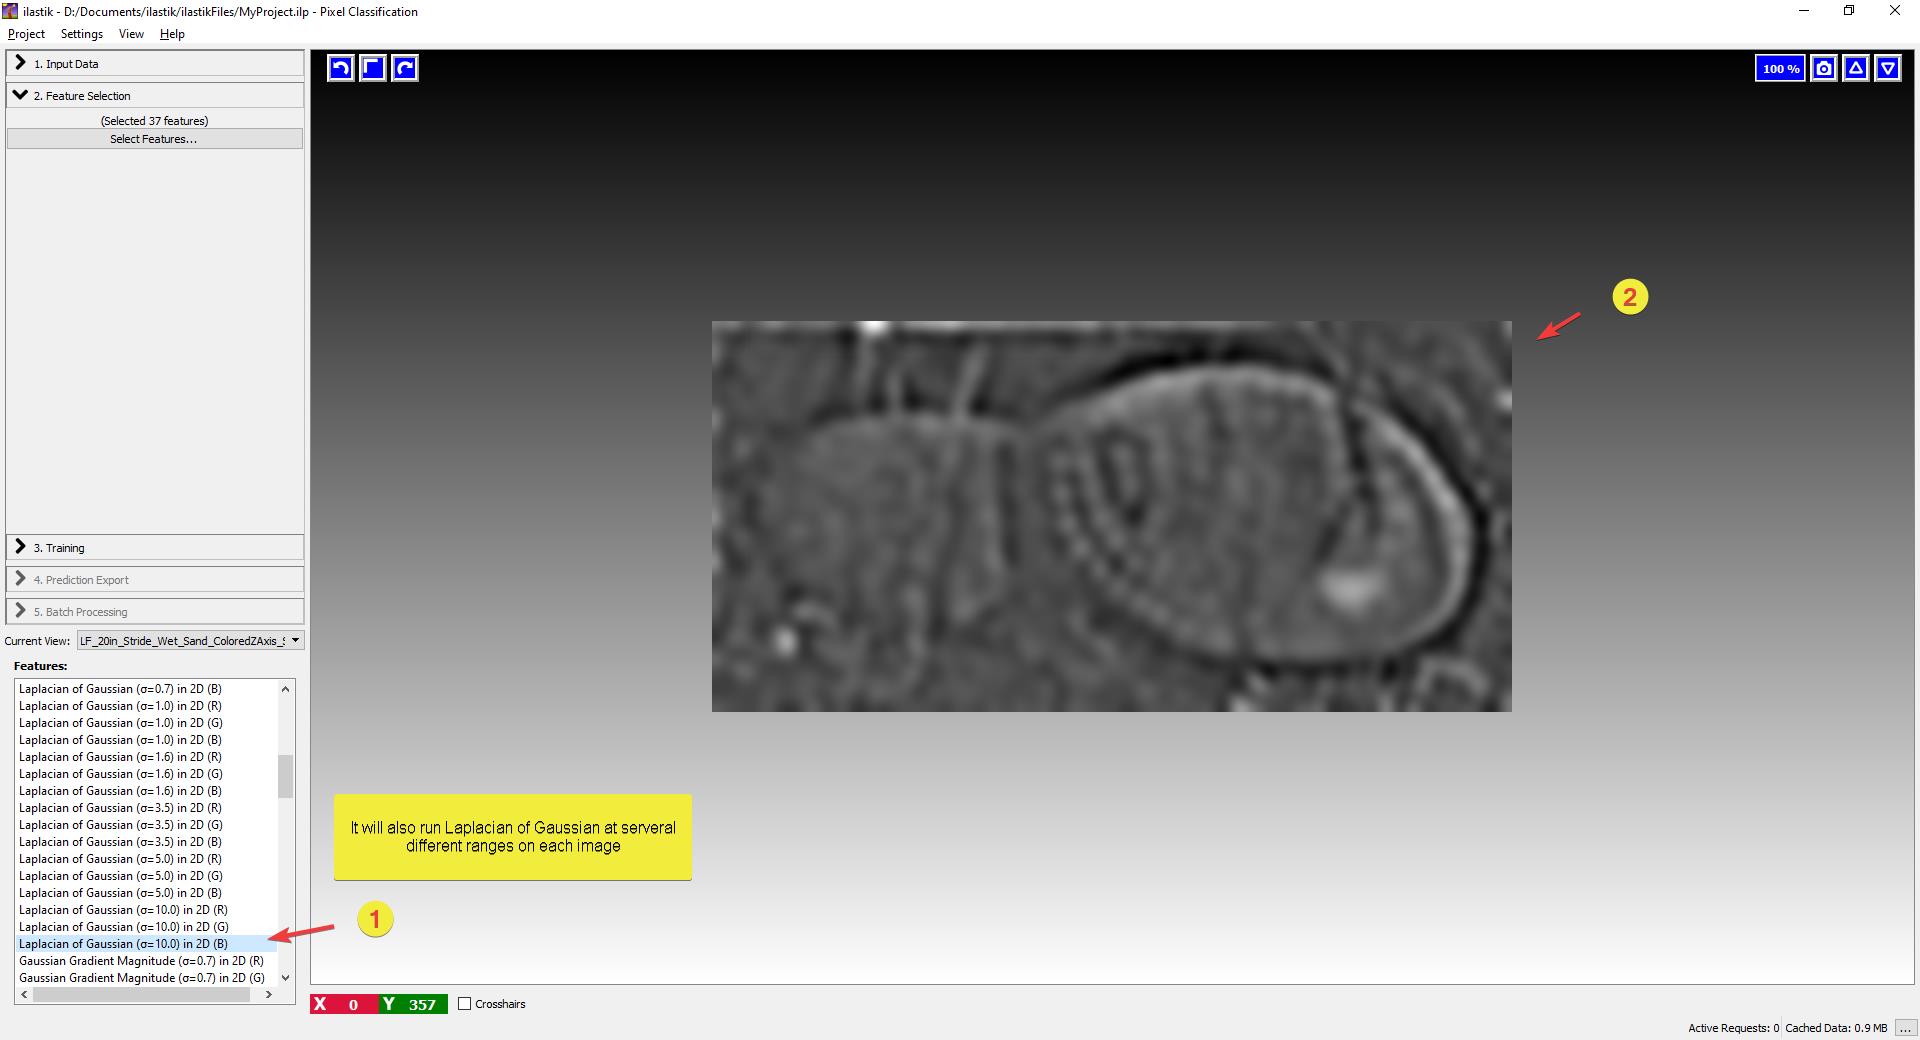 ilastik - D:/Documents/ilastik/ilastikFiles/MyProject.ilp - Pixel Classification
Project Settings View Help
1. Input Data
2. Feature Selection
(Selected 37 features)
Select Features...
3. Training
4. Prediction Export
5. Batch Processing
Current View: LF_20in_Stride_Wet_Sand_ColoredZAxis_S
Features:
Laplacian of Gaussian (σ=0.7) in 2D (B)
Laplacian of Gaussian (σ=1.0) in 2D (R)
Laplacian of Gaussian (σ=1.0) in 2D (G)
Laplacian of Gaussian (σ=1.0) in 2D (B)
Laplacian of Gaussian (σ=1.6) in 2D (R)
Laplacian of Gaussian (σ=1.6) in 2D (G)
Laplacian of Gaussian (σ=1.6) in 2D (B)
Laplacian of Gaussian (σ=3.5) in 2D (R)
Laplacian of Gaussian (σ=3.5) in 2D (G)
Laplacian of Gaussian (σ=3.5) in 2D (B)
Laplacian of Gaussian (σ=5.0) in 2D (R)
Laplacian of Gaussian (σ=5.0) in 2D (G)
Laplacian of Gaussian (σ=5.0) in 2D (B)
Laplacian of Gaussian (σ=10.0) in 2D (R)
Laplacian of Gaussian (σ=10.0) in 2D (G)
Laplacian of Gaussian (σ=10.0) in 2D (B)
Gaussian Gradient Magnitude (σ=0.7) in 2D (R)
Gaussian Gradient Magnitude (σ=0.7) in 2D (G)
100 %
2
It will also run Laplacian of Gaussian at serveral
different ranges on each image
1
X 0 Y 357 Crosshairs
Active Requests: 0 Cached Data: 0.9 MB ...